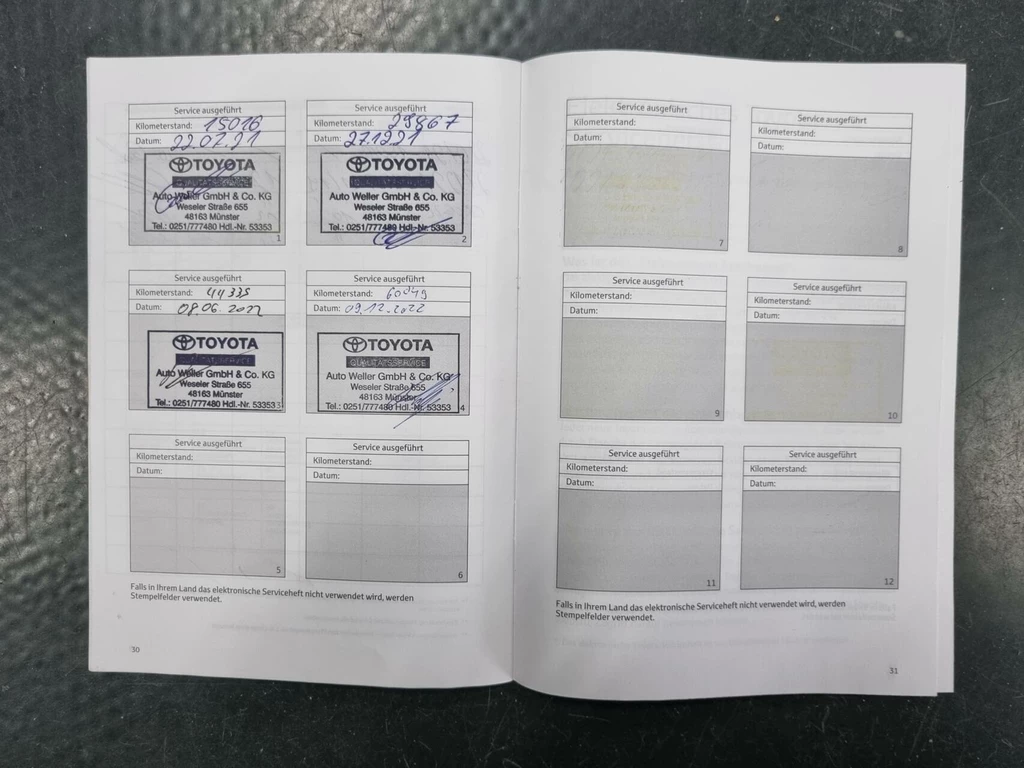 Service ausgeführt
Kilometerstand: 15016
Datum: 22.07.21
TOYOTA
QUALITÄTSSERVICE
Auto Weller GmbH & Co. KG
Weseler Straße 655
48163 Münster
Tel.: 0251/777480 Hdl.-Nr. 53353
1
Service ausgeführt
Kilometerstand: 29867
Datum: 27.12.21
TOYOTA
Auto Weller GmbH & Co. KG
Weseler Straße 655
48163 Münster
Tel.: 0251/777480 Hdl.-Nr. 53353
2
Service ausgeführt
Kilometerstand: 44335
Datum: 08.06.2022
TOYOTA
QUALITÄTSSERVICE
Auto Weller GmbH & Co. KG
Weseler Straße 655
48163 Münster
Tel.: 0251/777480 Hdl.-Nr. 53353
3
Service ausgeführt
Kilometerstand: 60049
Datum: 09.12.2022
TOYOTA
QUALITÄTSSERVICE
Auto Weller GmbH & Co. KG
Weseler Straße 655
48163 Münster
Tel.: 0251/777480 Hdl.-Nr. 53353
4
Service ausgeführt
Kilometerstand:
Datum:
5
Service ausgeführt
Kilometerstand:
Datum:
6
Falls in Ihrem Land das elektronische Serviceheft nicht verwendet wird, werden
Stempelfelder verwendet.
30
Service ausgeführt
Kilometerstand:
Datum:
7
Service ausgeführt
Kilometerstand:
Datum:
8
Service ausgeführt
Kilometerstand:
Datum:
9
Service ausgeführt
Kilometerstand:
Datum:
10
Service ausgeführt
Kilometerstand:
Datum:
11
Service ausgeführt
Kilometerstand:
Datum:
12
Falls in Ihrem Land das elektronische Serviceheft nicht verwendet wird, werden
Stempelfelder verwendet.
31